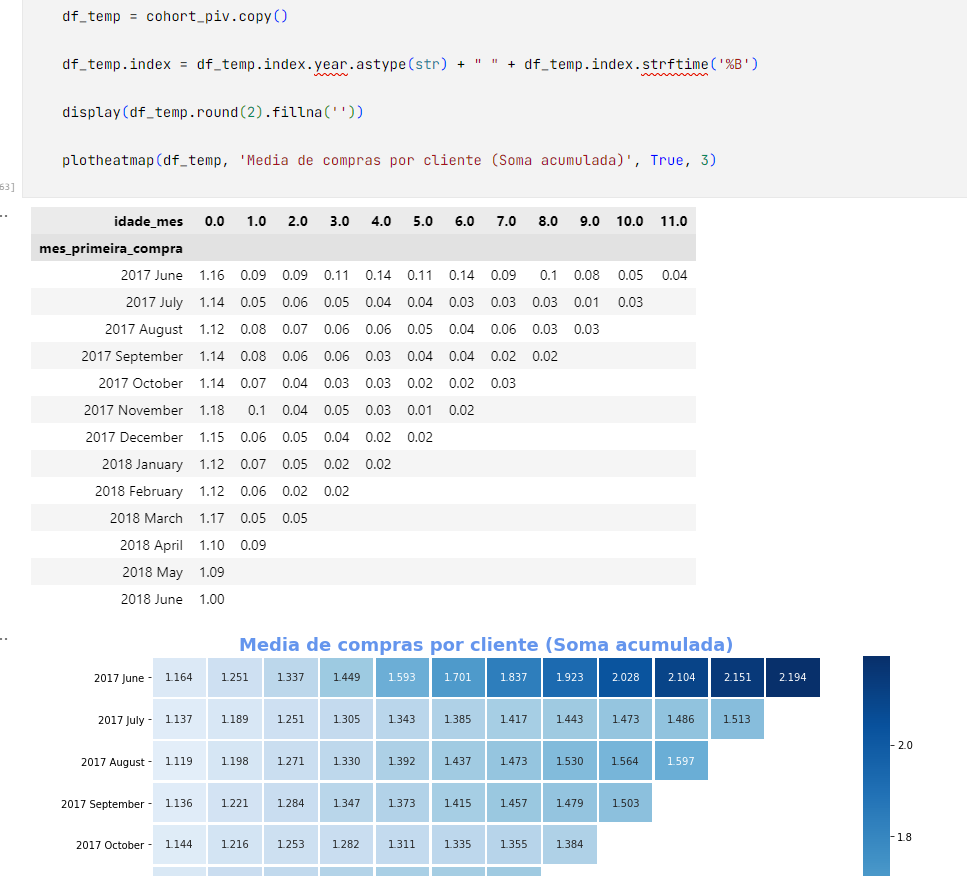 df_temp = cohort_piv.copy()
df_temp.index = df_temp.index.year.astype(str) + " " + df_temp.index.strftime('%B')
display(df_temp.round(2).fillna(''))
plotheatmap(df_temp, 'Media de compras por cliente (Soma acumulada)', True, 3)
63]
idade_mes 0.0 1.0 2.0 3.0 4.0 5.0 6.0 7.0 8.0 9.0 10.0 11.0
mes_primeira_compra
2017 June 1.16 0.09 0.09 0.11 0.14 0.11 0.14 0.09 0.1 0.08 0.05 0.04
2017 July 1.14 0.05 0.06 0.05 0.04 0.04 0.03 0.03 0.03 0.01 0.03
2017 August 1.12 0.08 0.07 0.06 0.06 0.05 0.04 0.06 0.03 0.03
2017 September 1.14 0.08 0.06 0.06 0.03 0.04 0.04 0.02 0.02
2017 October 1.14 0.07 0.04 0.03 0.03 0.02 0.02 0.03
2017 November 1.18 0.1 0.04 0.05 0.03 0.01 0.02
2017 December 1.15 0.06 0.05 0.04 0.02 0.02
2018 January 1.12 0.07 0.05 0.02 0.02
2018 February 1.12 0.06 0.02 0.02
2018 March 1.17 0.05 0.05
2018 April 1.10 0.09
2018 May 1.09
2018 June 1.00
Media de compras por cliente (Soma acumulada)
2017 June 1.164 1.251 1.337 1.449 1.593 1.701 1.837 1.923 2.028 2.104 2.151 2.194
2017 July 1.137 1.189 1.251 1.305 1.343 1.385 1.417 1.443 1.473 1.486 1.513
2.0
2017 August 1.119 1.198 1.271 1.330 1.392 1.437 1.473 1.530 1.564 1.597
2017 September 1.136 1.221 1.284 1.347 1.373 1.415 1.457 1.479 1.503
1.8
2017 October 1.144 1.216 1.253 1.282 1.311 1.335 1.355 1.384